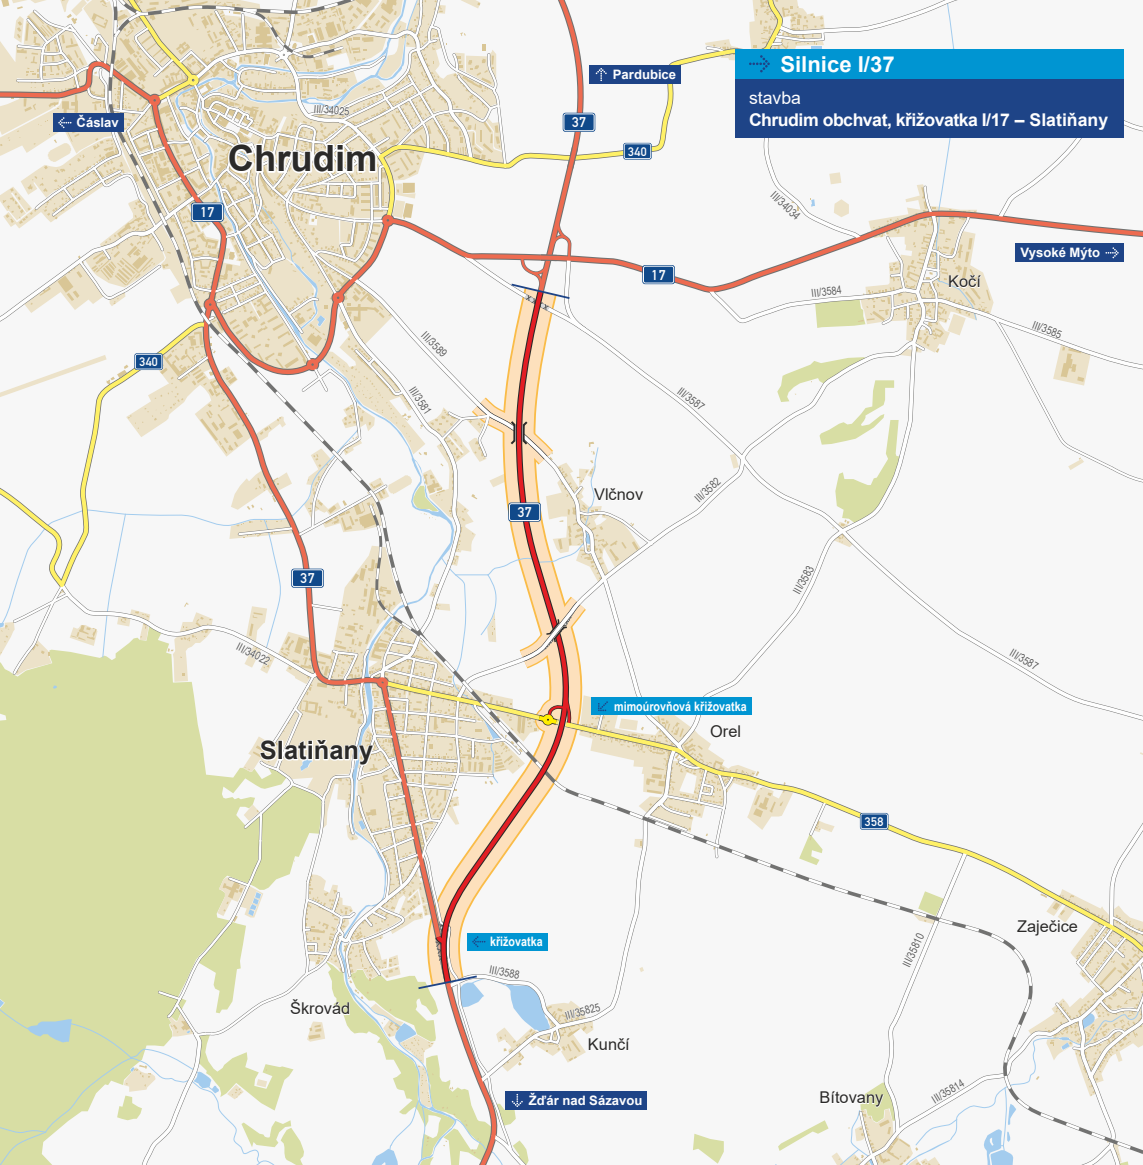 Silnice I/37
stavba
Chrudim obchvat, křižovatka I/17 – Slatiňany
Pardubice
Čáslav
III/34025
37
340
Chrudim
17
III/34034
Vysoké Mýto
17
Kočí
III/3584
III/3585
III/3589
340
III/3581
III/3587
Vlčnov
III/3582
37
37
III/3583
III/34022
III/3587
mimoúrovňová křižovatka
Orel
Slatiňany
358
Zaječice
III/35810
křižovatka
III/3588
Škrovád
III/35825
Kunčí
Žďár nad Sázavou
Bítovany
III/35814